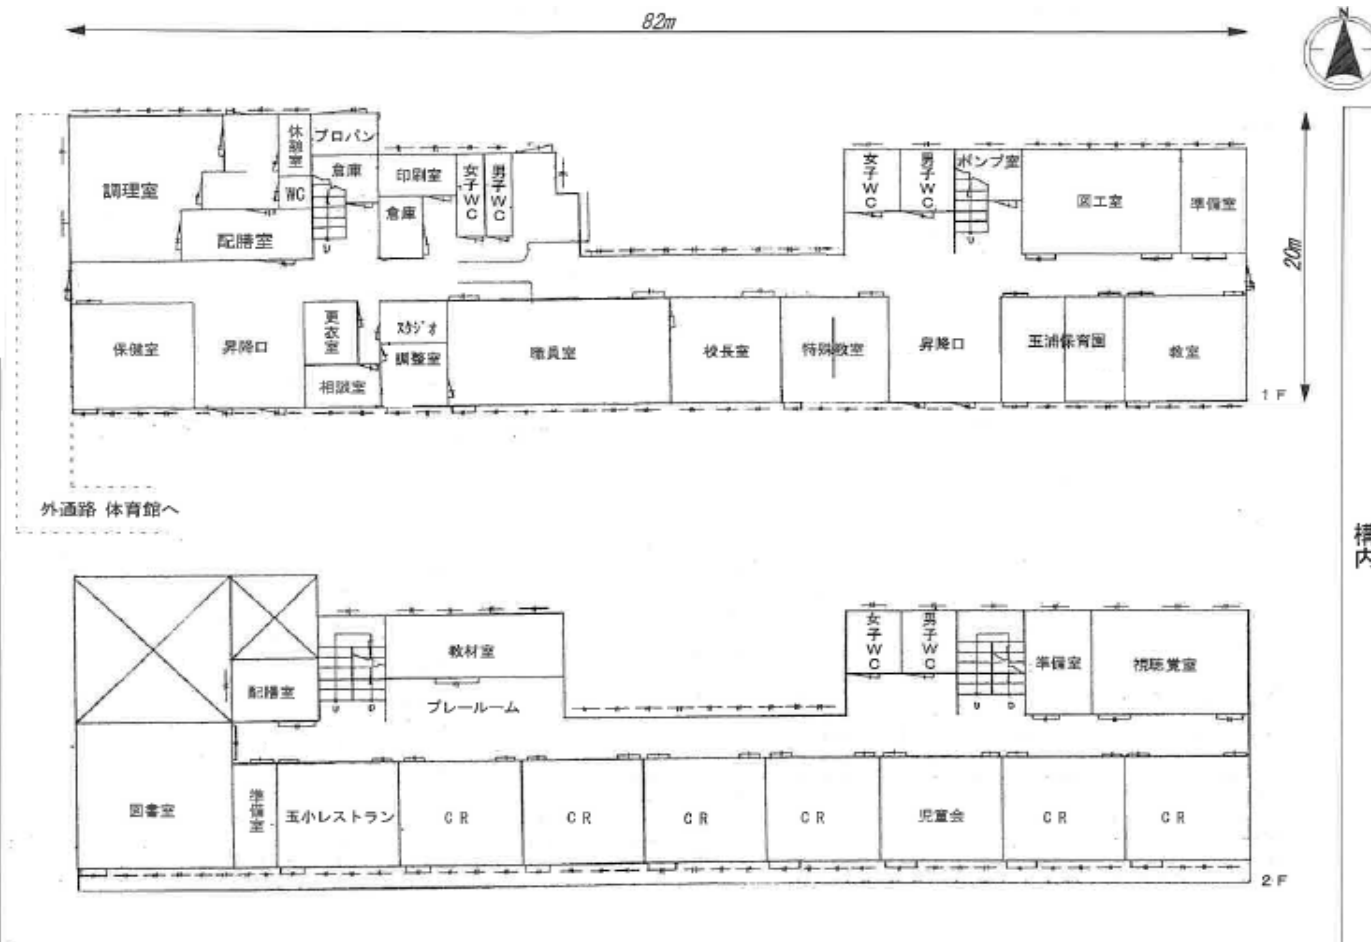 82m
N
休憩室
プロパン
調理室
WC
倉庫
印刷室
女子WC
男子WC
倉庫
配膳室
U
女子WC
男子WC
ポンプ室
U
図工室
準備室
20m
保健室
昇降口
更衣室
相談室
スタジオ
調整室
職員室
校長室
特殊教室
昇降口
玉浦保育園
教室
1F
外通路 体育館へ
構内
配膳室
U
D
教材室
プレールーム
女子WC
男子WC
U
D
準備室
視聴覚室
図書室
準備室
玉小レストラン
CR
CR
CR
CR
児童会
CR
CR
2F